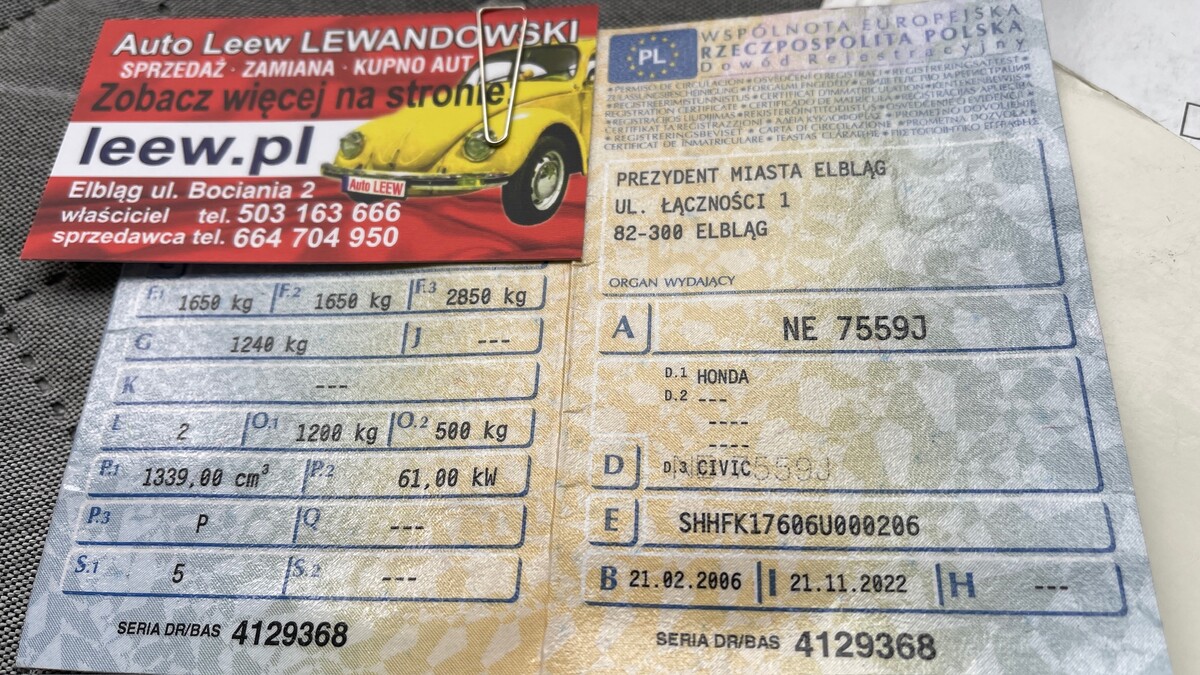 Auto Leew LEWANDOWSKI
SPRZEDAŻ · ZAMIANA · KUPNO AUT
Zobacz więcej na stronie
leew.pl
Auto LEEW
Elbląg ul. Bociania 2
właściciel tel. 503 163 666
sprzedawca tel. 664 704 950
F.1 1650 kg F.2 1650 kg F.3 2850 kg
G 1240 kg J ---
K ---
L 2 O.1 1200 kg O.2 500 kg
P.1 1339,00 cm³ P.2 61,00 kW
P.3 P Q ---
S.1 5 S.2 ---
SERIA DR/BAS 4129368
PL
WSPÓLNOTA EUROPEJSKA
RZECZPOSPOLITA POLSKA
Dowód Rejestracyjny
PREZYDENT MIASTA ELBLĄG
UL. ŁĄCZNOŚCI 1
82-300 ELBLĄG
ORGAN WYDAJĄCY
A NE 7559J
D.1 HONDA
D.2 ---
----
----
D D.3 CIVIC
NE 7559J
E SHHFK17606U000206
B 21.02.2006 I 21.11.2022 H ---
SERIA DR/BAS 4129368